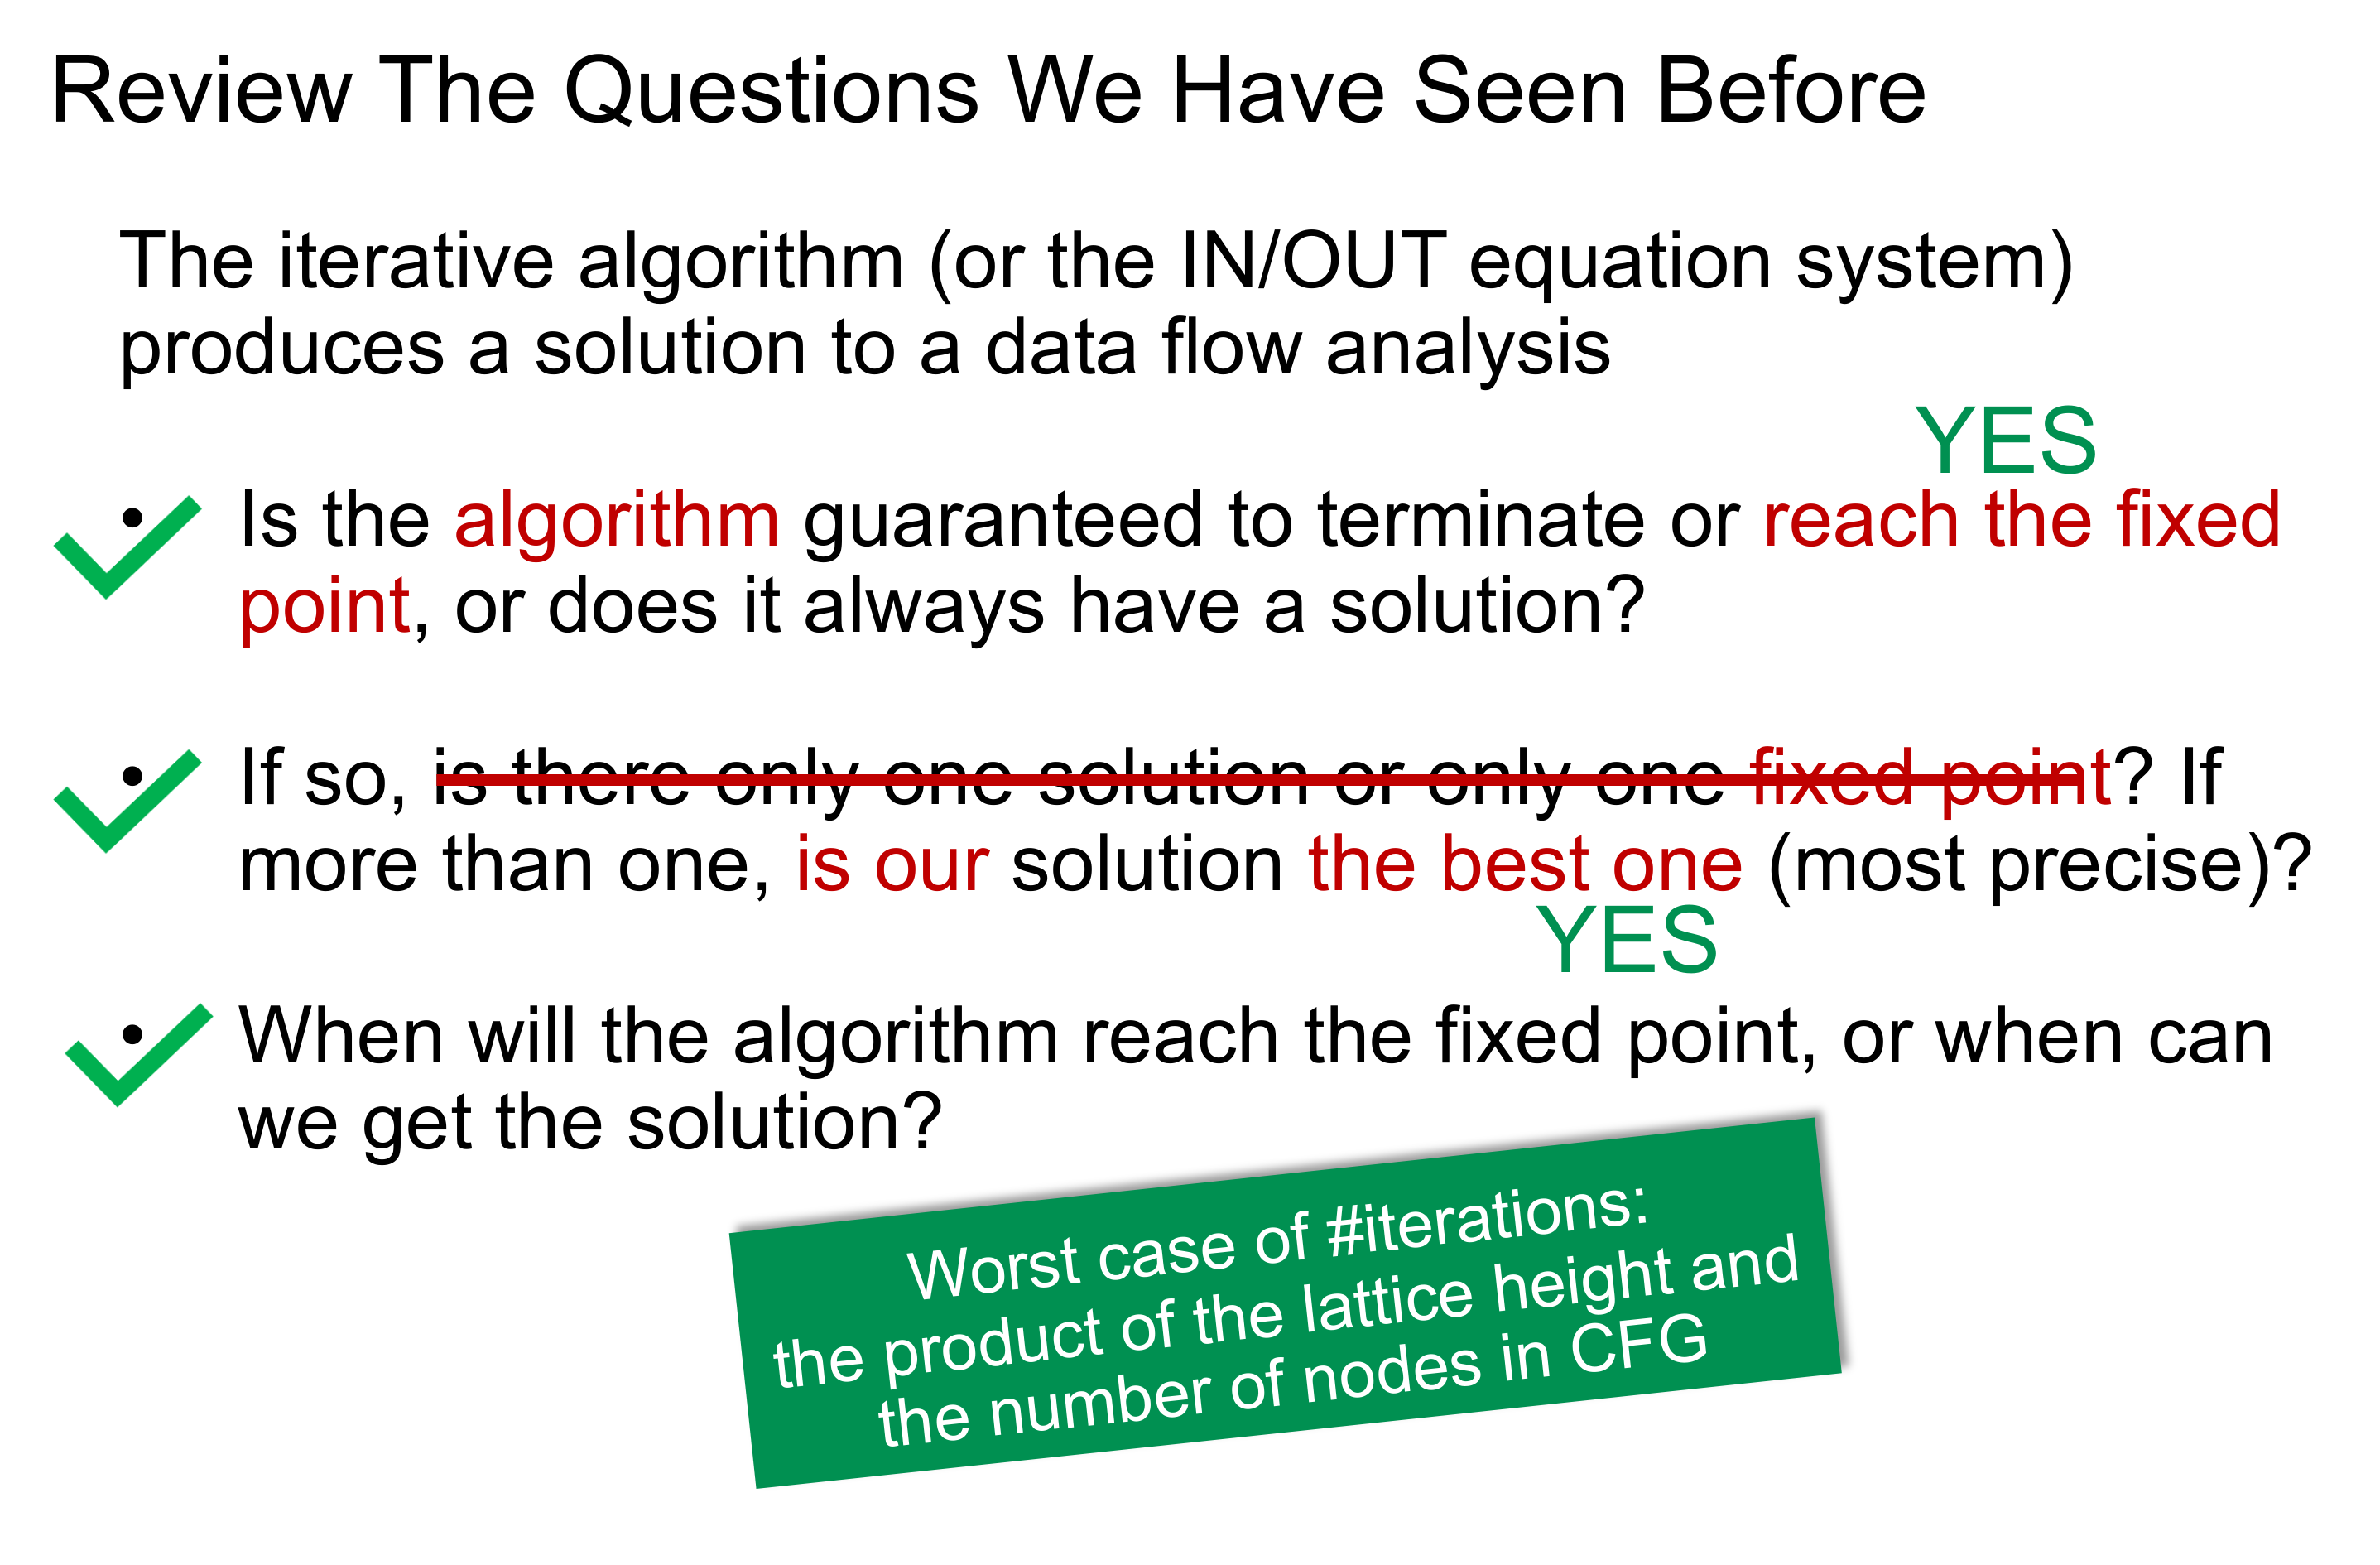 Review The Questions We Have Seen Before
The iterative algorithm (or the IN/OUT equation system)
produces a solution to a data flow analysis
YES
• Is the algorithm guaranteed to terminate or reach the fixed
point, or does it always have a solution?
• If so, is there only one solution or only one fixed point? If
more than one, is our solution the best one (most precise)?
YES
• When will the algorithm reach the fixed point, or when can
we get the solution?
Worst case of #iterations:
the product of the lattice height and
the number of nodes in CFG